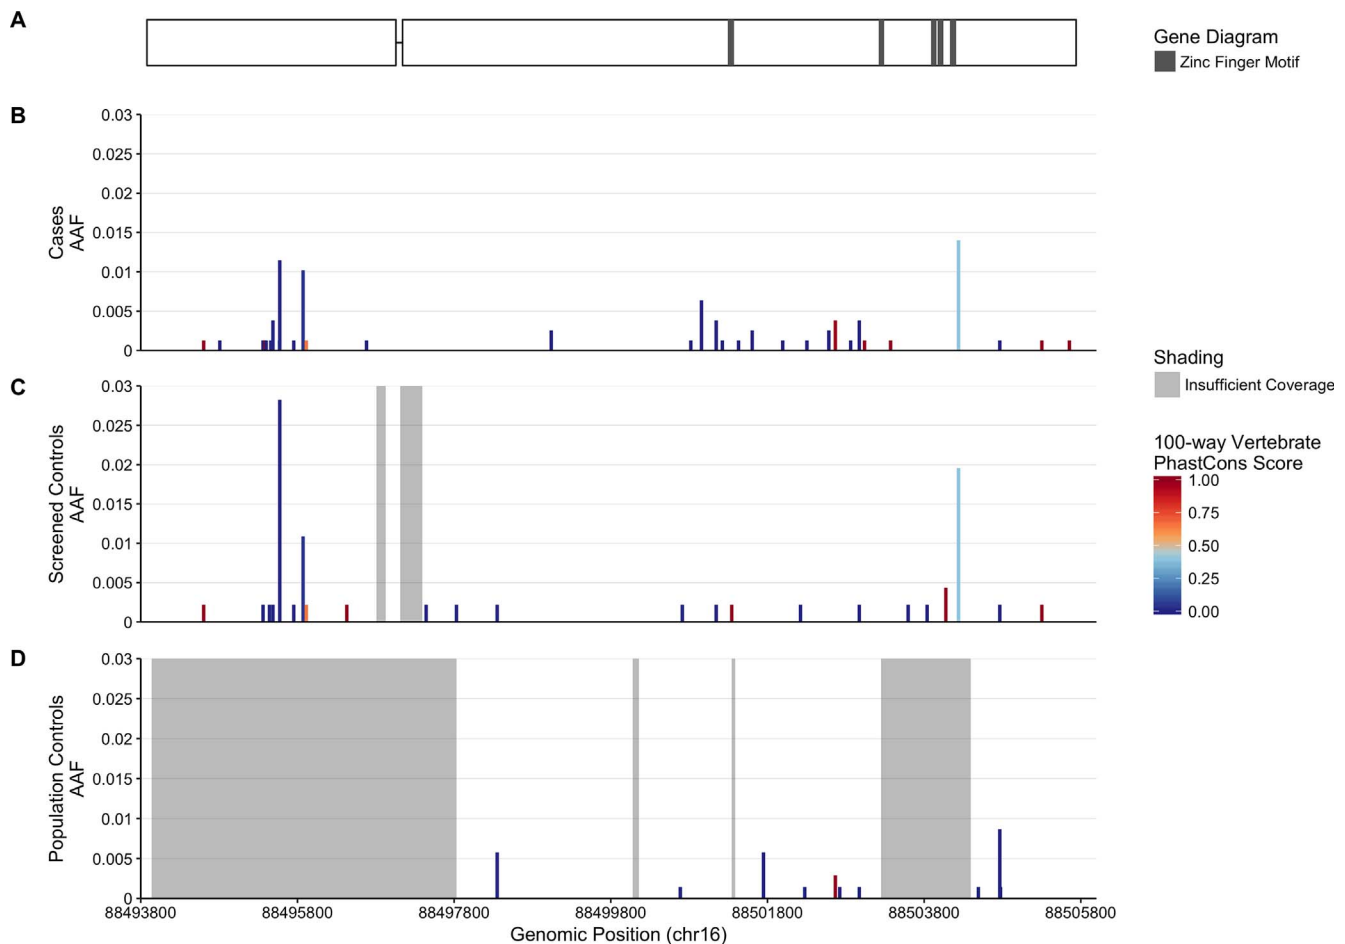 A
Gene Diagram
Zinc Finger Motif
B
0.03
0.025
0.02
0.015
0.01
0.005
0
Cases
AAF
Shading
Insufficient Coverage
C
0.03
0.025
0.02
0.015
0.01
0.005
0
Screened Controls
AAF
100-way Vertebrate
PhastCons Score
1.00
0.75
0.50
0.25
0.00
D
0.03
0.025
0.02
0.015
0.01
0.005
0
Population Controls
AAF
88493800 88495800 88497800 88499800 88501800 88503800 88505800
Genomic Position (chr16)